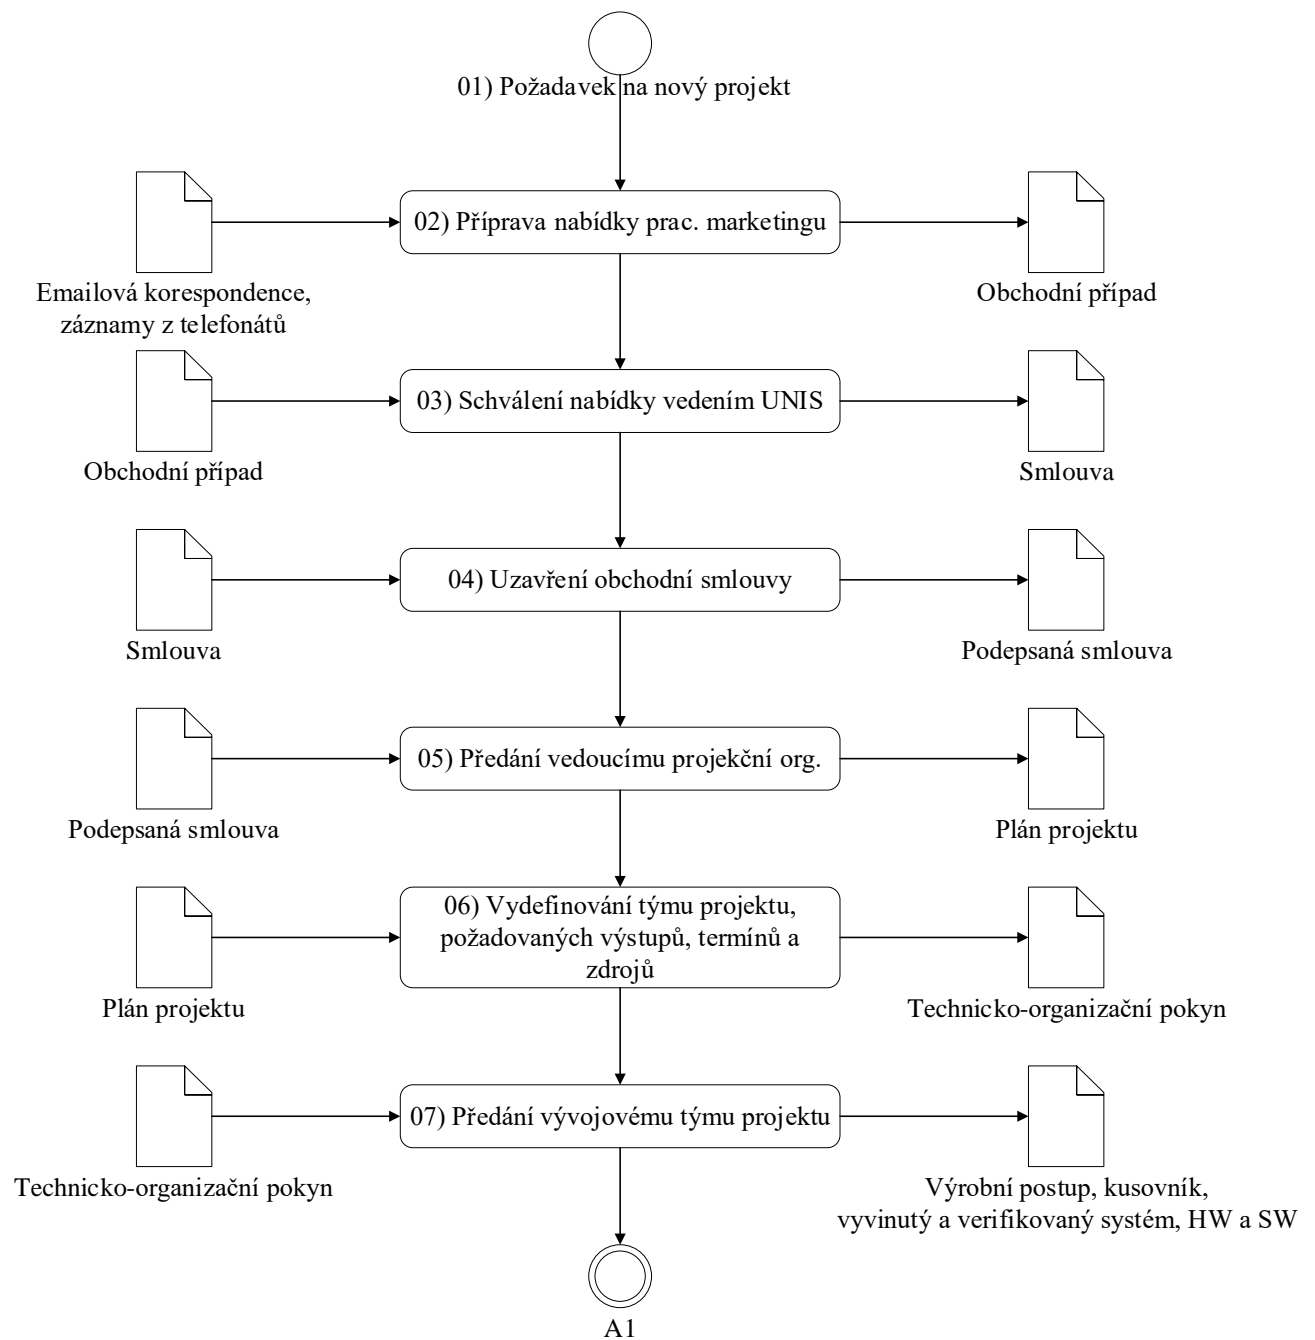 01) Požadavek na nový projekt
02) Příprava nabídky prac. marketingu
Emailová korespondence,
záznamy z telefonátů
Obchodní případ
03) Schválení nabídky vedením UNIS
Obchodní případ
Smlouva
04) Uzavření obchodní smlouvy
Smlouva
Podepsaná smlouva
05) Předání vedoucímu projekční org.
Podepsaná smlouva
Plán projektu
06) Vydefinování týmu projektu,
požadovaných výstupů, termínů a
zdrojů
Plán projektu
Technicko-organizační pokyn
07) Předání vývojovému týmu projektu
Technicko-organizační pokyn
Výrobní postup, kusovník,
vyvinutý a verifikovaný systém, HW a SW
A1